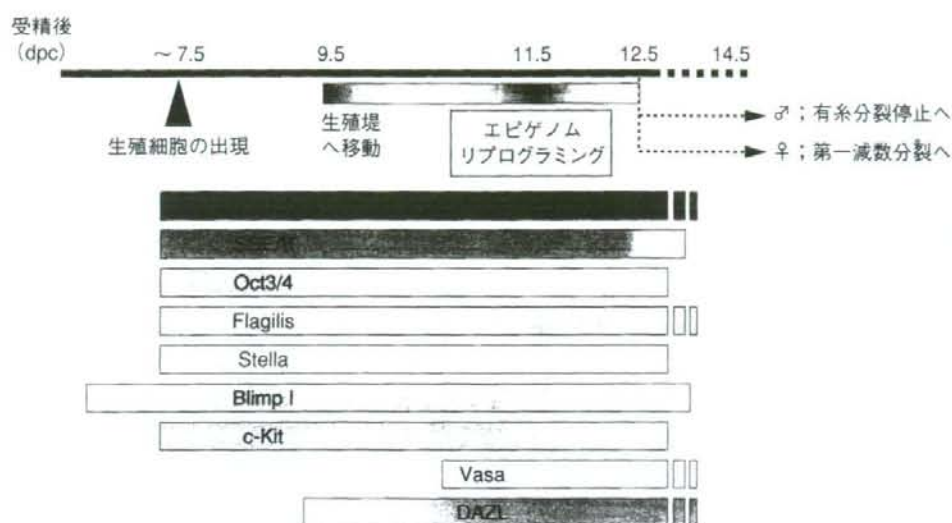 受精後
(dpc)
～7.5
9.5
11.5
12.5
14.5
生殖細胞の出現
生殖堤
へ移動
エピゲノム
リプログラミング
♂；有糸分裂停止へ
♀；第一減数分裂へ
Oct3/4
Flagilis
Stella
Blimp I
c-Kit
Vasa
DAZL